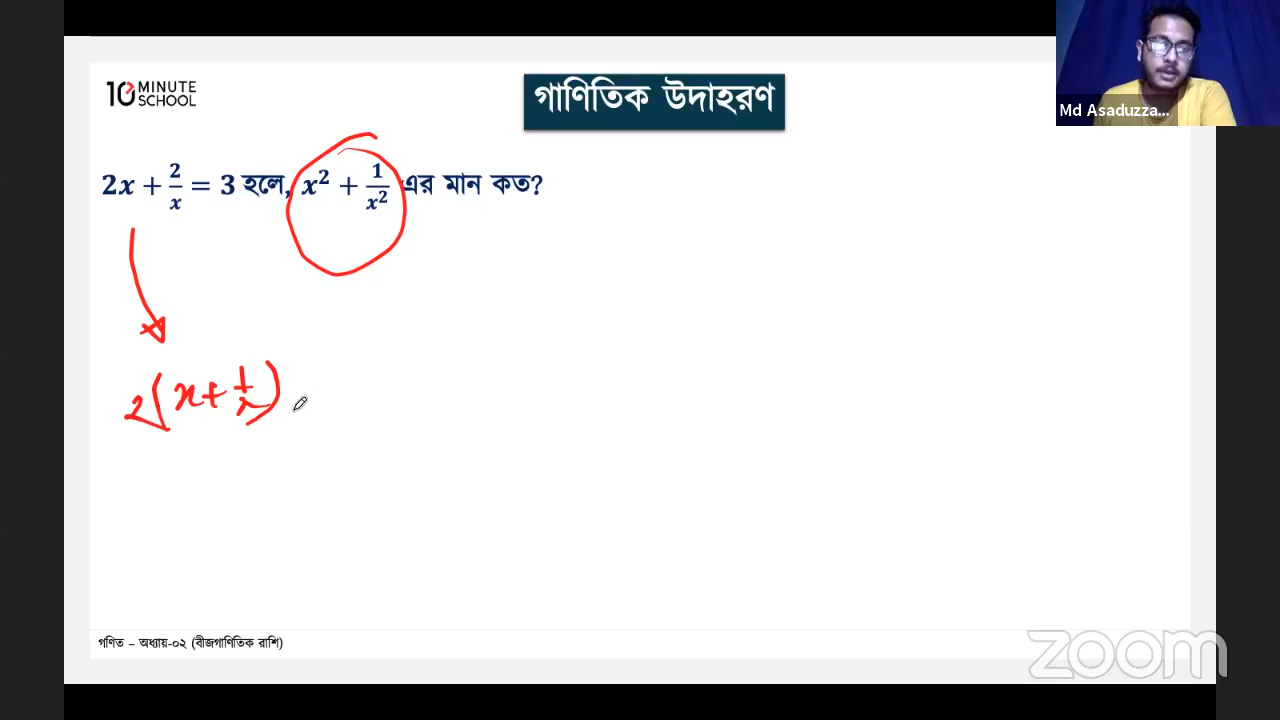 10 MINUTE SCHOOL
গাণিতিক উদাহরণ
Md Asaduzza...
2x + 2/x = 3 হলে, x² + 1/x² এর মান কত?
2(x + 1/x)
গণিত – অধ্যায়-০২ (বীজগাণিতিক রাশি)
zoom